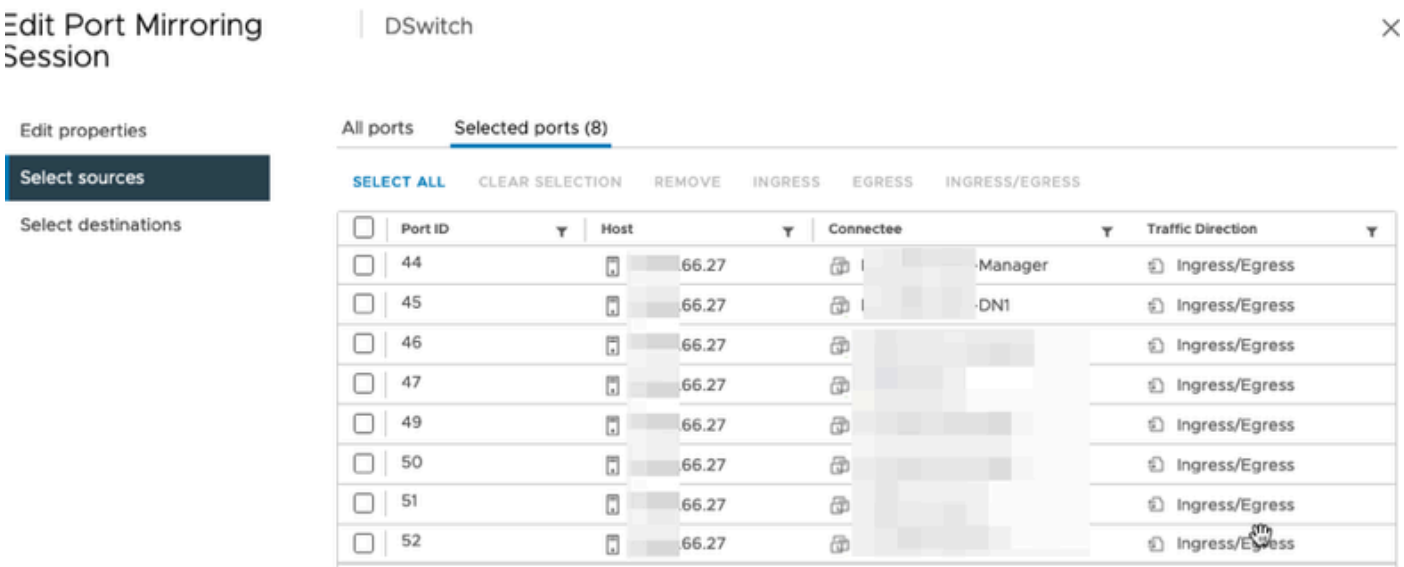 Edit Port Mirroring DSwitch
Session
Edit properties
Select sources
Select destinations
All ports Selected ports (8)
SELECT ALL CLEAR SELECTION REMOVE INGRESS EGRESS INGRESS/EGRESS
Port ID Host Connectee Traffic Direction
44 .66.27 -Manager Ingress/Egress
45 .66.27 -DN1 Ingress/Egress
46 .66.27 Ingress/Egress
47 .66.27 Ingress/Egress
49 .66.27 Ingress/Egress
50 .66.27 Ingress/Egress
51 .66.27 Ingress/Egress
52 .66.27 Ingress/Egress